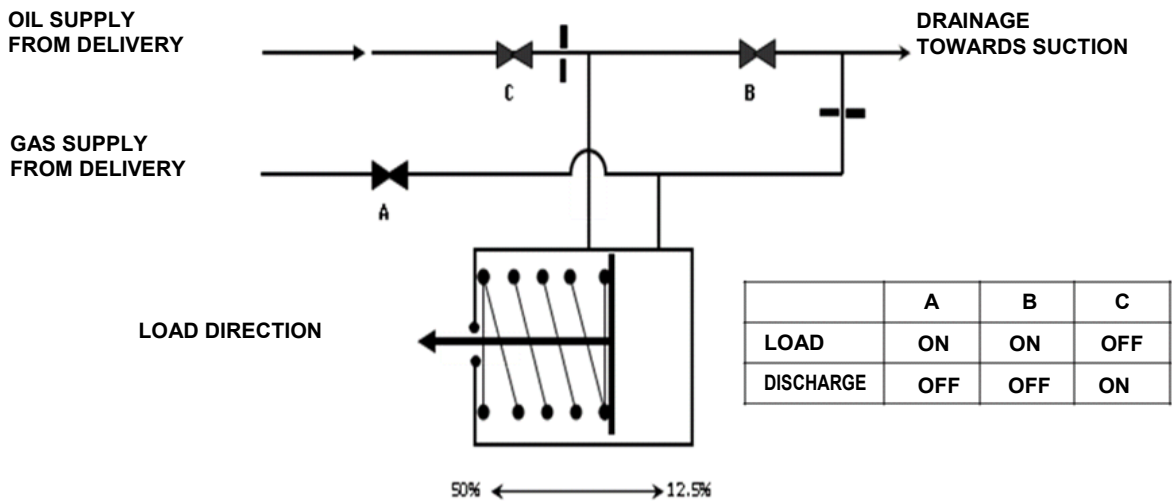 OIL SUPPLY
FROM DELIVERY
DRAINAGE
TOWARDS SUCTION
C
B
GAS SUPPLY
FROM DELIVERY
A
LOAD DIRECTION
A B C
LOAD ON ON OFF
DISCHARGE OFF OFF ON
50% 12.5%